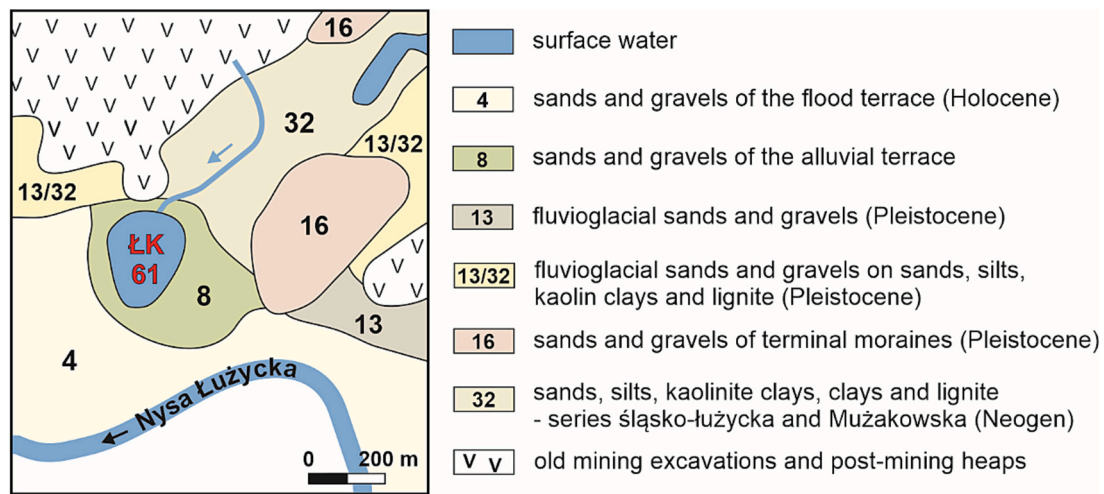 16
32
13/32
13/32
16
ŁK
61
8
13
4
Nysa Łużycka
0 200 m
surface water
4 sands and gravels of the flood terrace (Holocene)
8 sands and gravels of the alluvial terrace
13 fluvioglacial sands and gravels (Pleistocene)
13/32 fluvioglacial sands and gravels on sands, silts,
kaolin clays and lignite (Pleistocene)
16 sands and gravels of terminal moraines (Pleistocene)
32 sands, silts, kaolinite clays, clays and lignite
- series śląsko-łużycka and Mużakowska (Neogen)
V V old mining excavations and post-mining heaps